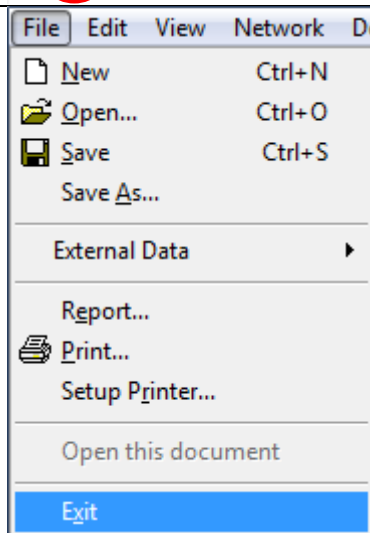 File Edit View Network
New Ctrl+N
Open... Ctrl+O
Save Ctrl+S
Save As...
External Data
Report...
Print...
Setup Printer...
Open this document
Exit